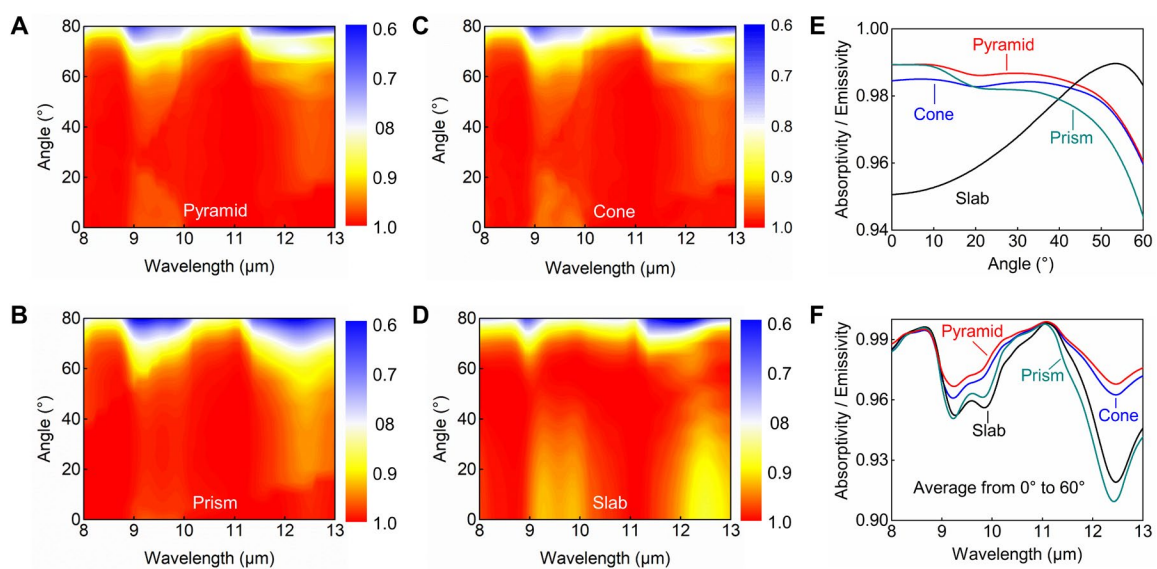 A
80
60
40
20
0
Angle (°)
Pyramid
8
9
10
11
12
13
Wavelength (µm)
0.6
0.7
08
0.9
1.0
C
80
60
40
20
0
Angle (°)
Cone
8
9
10
11
12
13
Wavelength (µm)
0.6
0.7
08
0.9
1.0
E
1.00
0.98
0.96
0.94
Absorptivity / Emissivity
Pyramid
Cone
Prism
Slab
0
10
20
30
40
50
60
Angle (°)
B
80
60
40
20
0
Angle (°)
Prism
8
9
10
11
12
13
Wavelength (µm)
0.6
0.7
08
0.9
1.0
D
80
60
40
20
0
Angle (°)
Slab
8
9
10
11
12
13
Wavelength (µm)
0.6
0.7
08
0.9
1.0
F
0.99
0.96
0.93
0.90
Absorptivity / Emissivity
Pyramid
Prism
Cone
Slab
Average from 0° to 60°
8
9
10
11
12
13
Wavelength (µm)